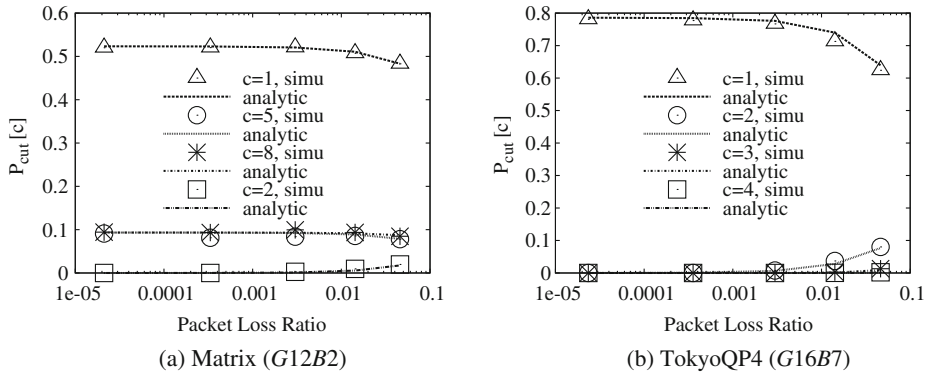 0.6
0.5
0.4
0.3
0.2
0.1
0
P_cut [c]
c=1, simu
analytic
c=5, simu
analytic
c=8, simu
analytic
c=2, simu
analytic
1e-05 0.0001 0.001 0.01 0.1
Packet Loss Ratio
(a) Matrix (G12B2)
0.8
0.7
0.6
0.5
0.4
0.3
0.2
0.1
0
P_cut [c]
c=1, simu
analytic
c=2, simu
analytic
c=3, simu
analytic
c=4, simu
analytic
1e-05 0.0001 0.001 0.01 0.1
Packet Loss Ratio
(b) TokyoQP4 (G16B7)